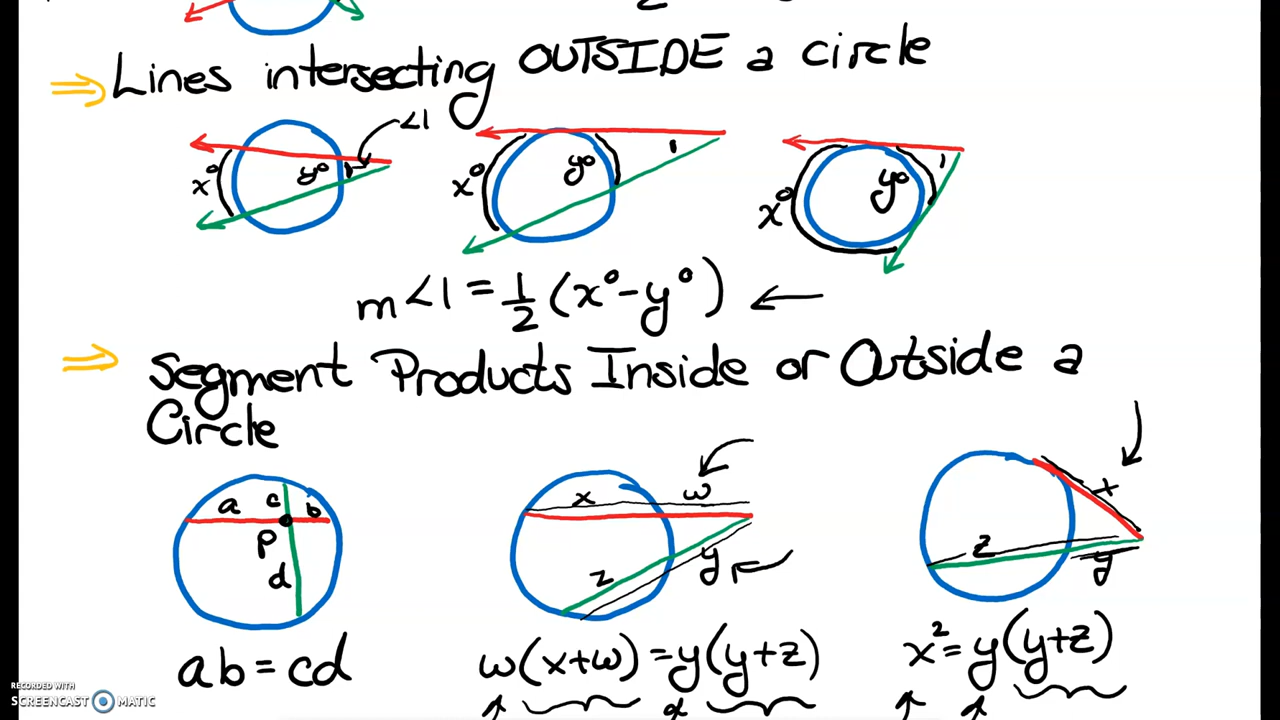 ⇒ Lines intersecting OUTSIDE a circle
∠1
x° y° 1
x° y° 1
x° y° 1
m∠1 = 1/2 (x° - y°) ←
⇒ Segment Products Inside or Outside a
Circle
a c b
P
d
x w
z y
x
z y
ab = cd
w(x+w) = y(y+z)
x² = y(y+z)
RECORDED WITH
SCREENCAST MATIC